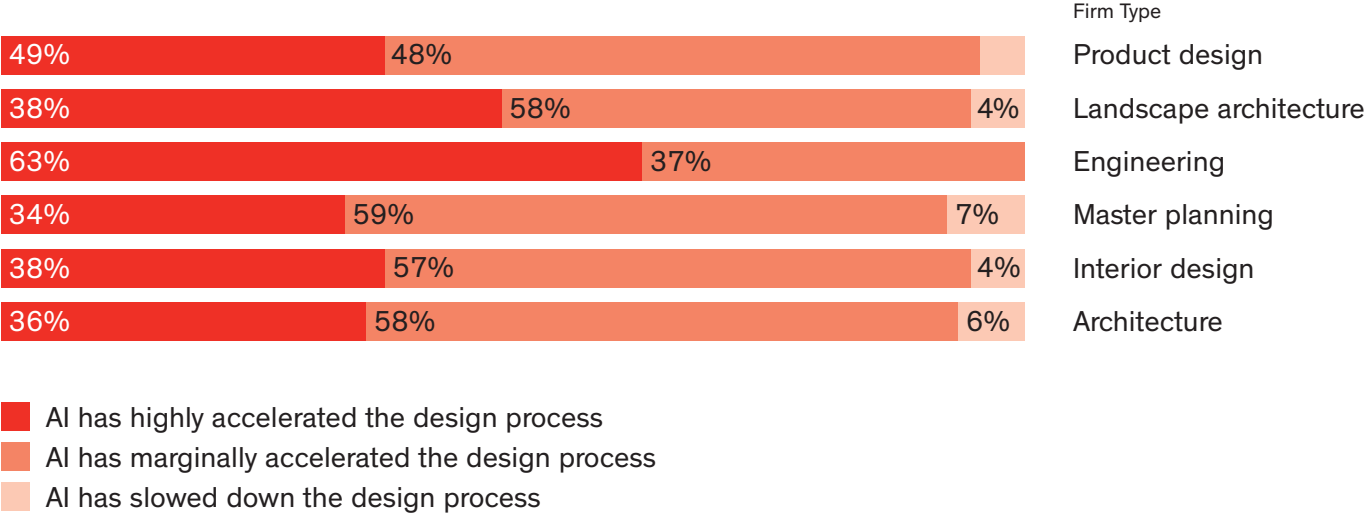 Firm Type
49% 48% Product design
38% 58% 4% Landscape architecture
63% 37% Engineering
34% 59% 7% Master planning
38% 57% 4% Interior design
36% 58% 6% Architecture
AI has highly accelerated the design process
AI has marginally accelerated the design process
AI has slowed down the design process